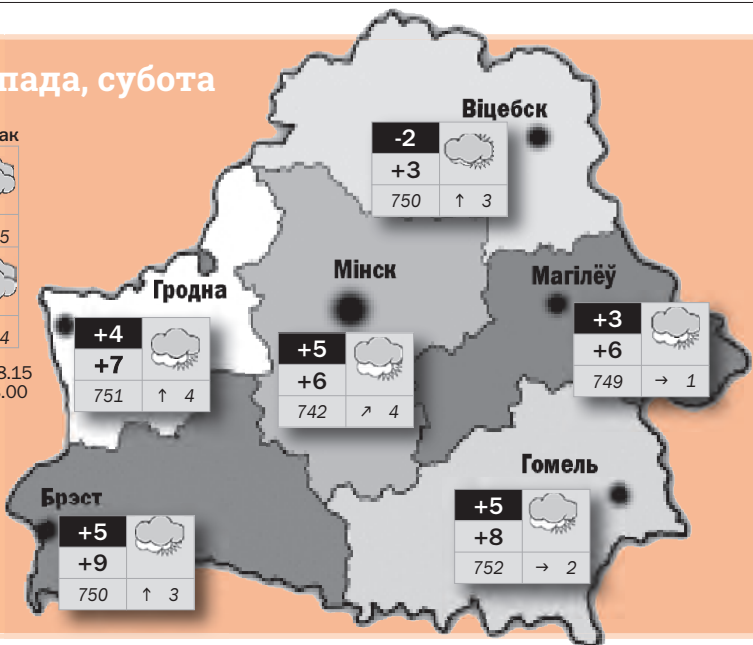 пада, субота
ак
5
4
8.15
.00
Віцебск
-2
+3
750 ↑ 3
Мінск
+5
+6
742 ↗ 4
Магілёў
+3
+6
749 → 1
Гродна
+4
+7
751 ↑ 4
Гомель
+5
+8
752 → 2
Брэст
+5
+9
750 ↑ 3